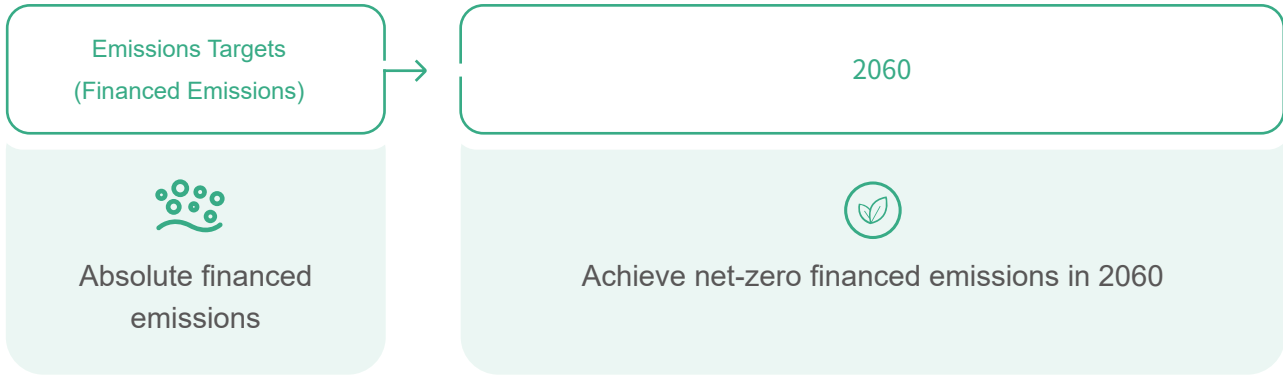 Emissions Targets
(Financed Emissions)
2060
Absolute financed
emissions
Achieve net-zero financed emissions in 2060